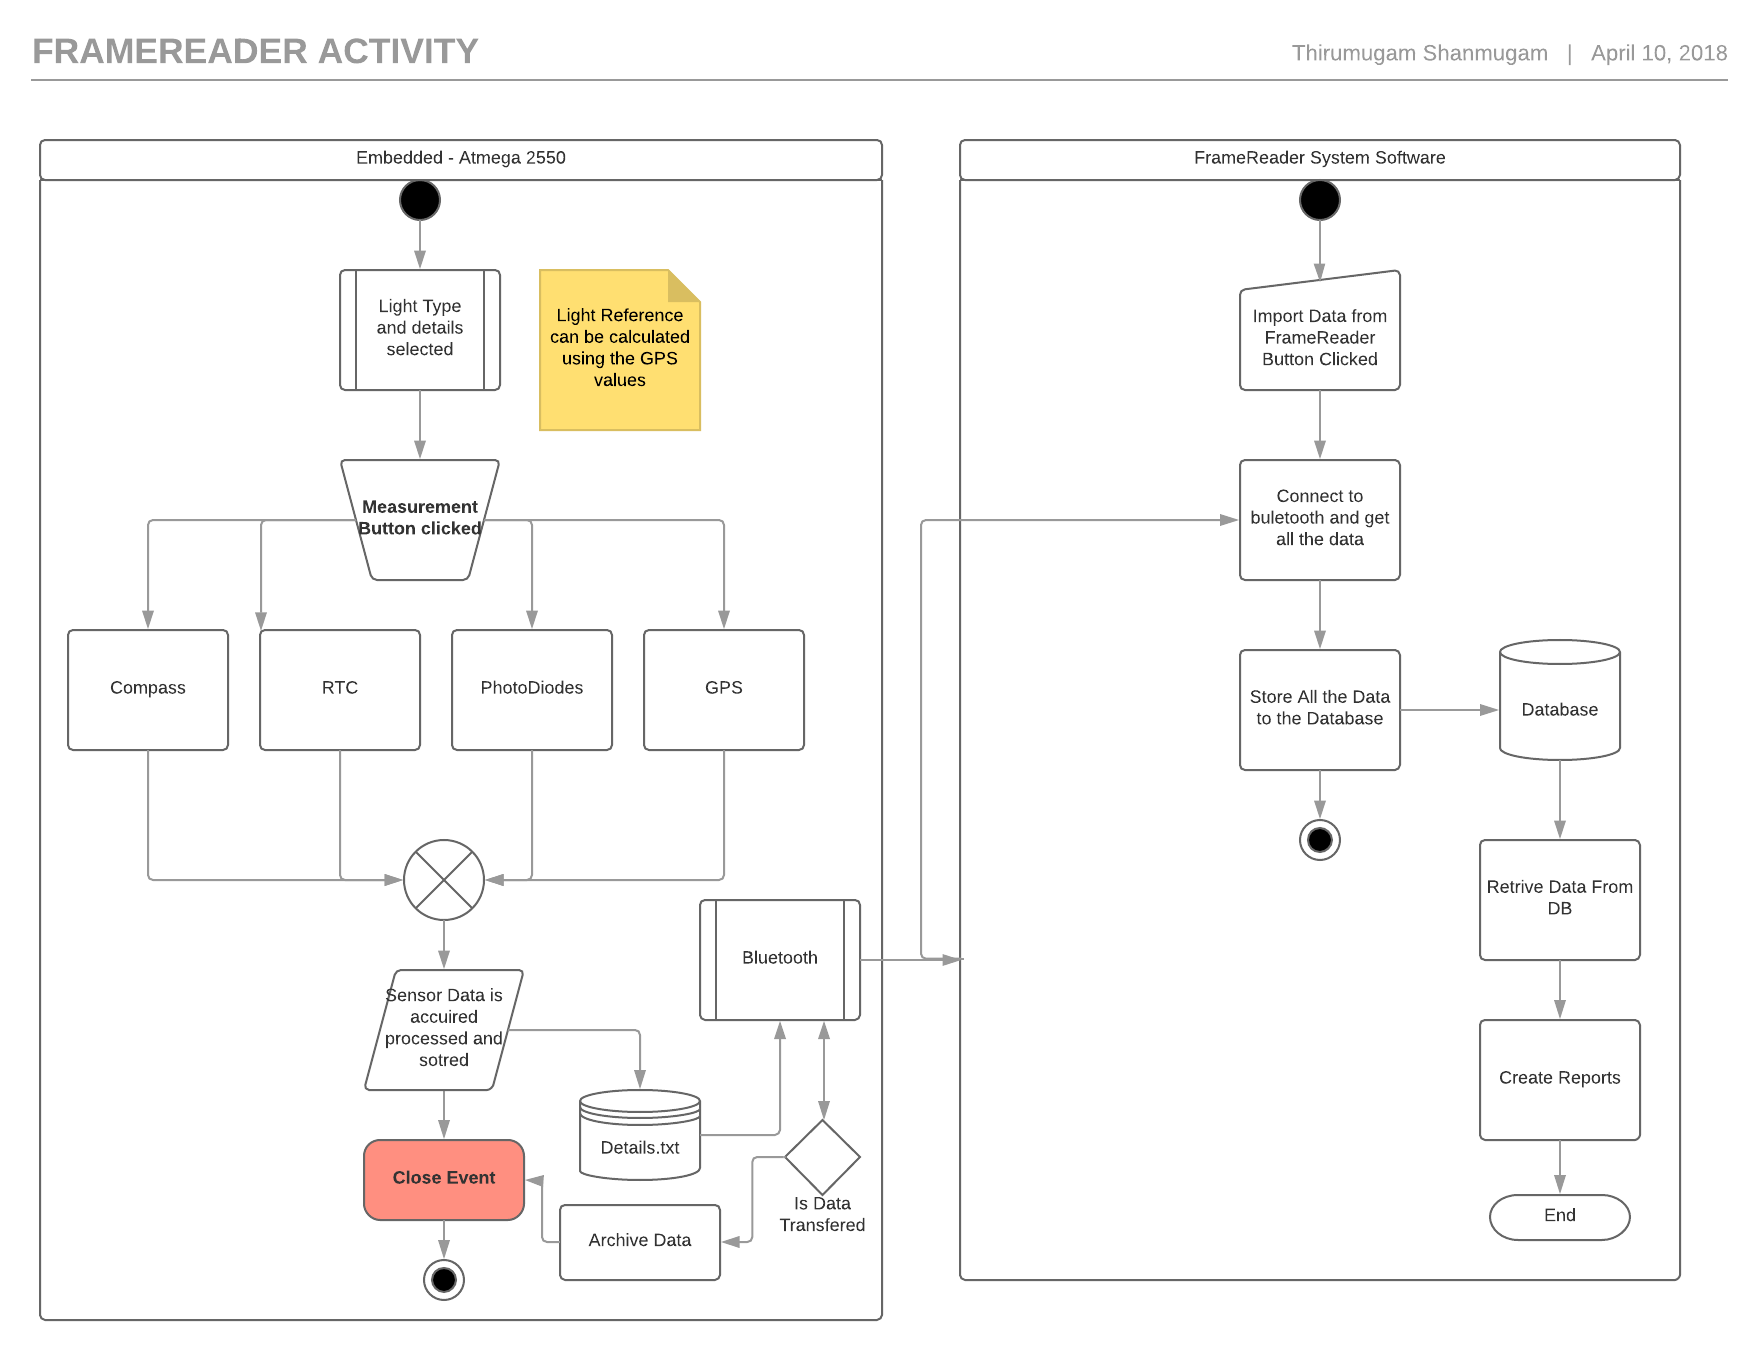 FRAMEREADER ACTIVITY
Thirumugam Shanmugam | April 10, 2018
Embedded - Atmega 2550
Light Type
and details
selected
Light Reference
can be calculated
using the GPS
values
Measurement
Button clicked
Compass
RTC
PhotoDiodes
GPS
Sensor Data is
accuired
processed and
sotred
Bluetooth
Details.txt
Close Event
Is Data
Transfered
Archive Data
FrameReader System Software
Import Data from
FrameReader
Button Clicked
Connect to
buletooth and get
all the data
Store All the Data
to the Database
Database
Retrive Data From
DB
Create Reports
End